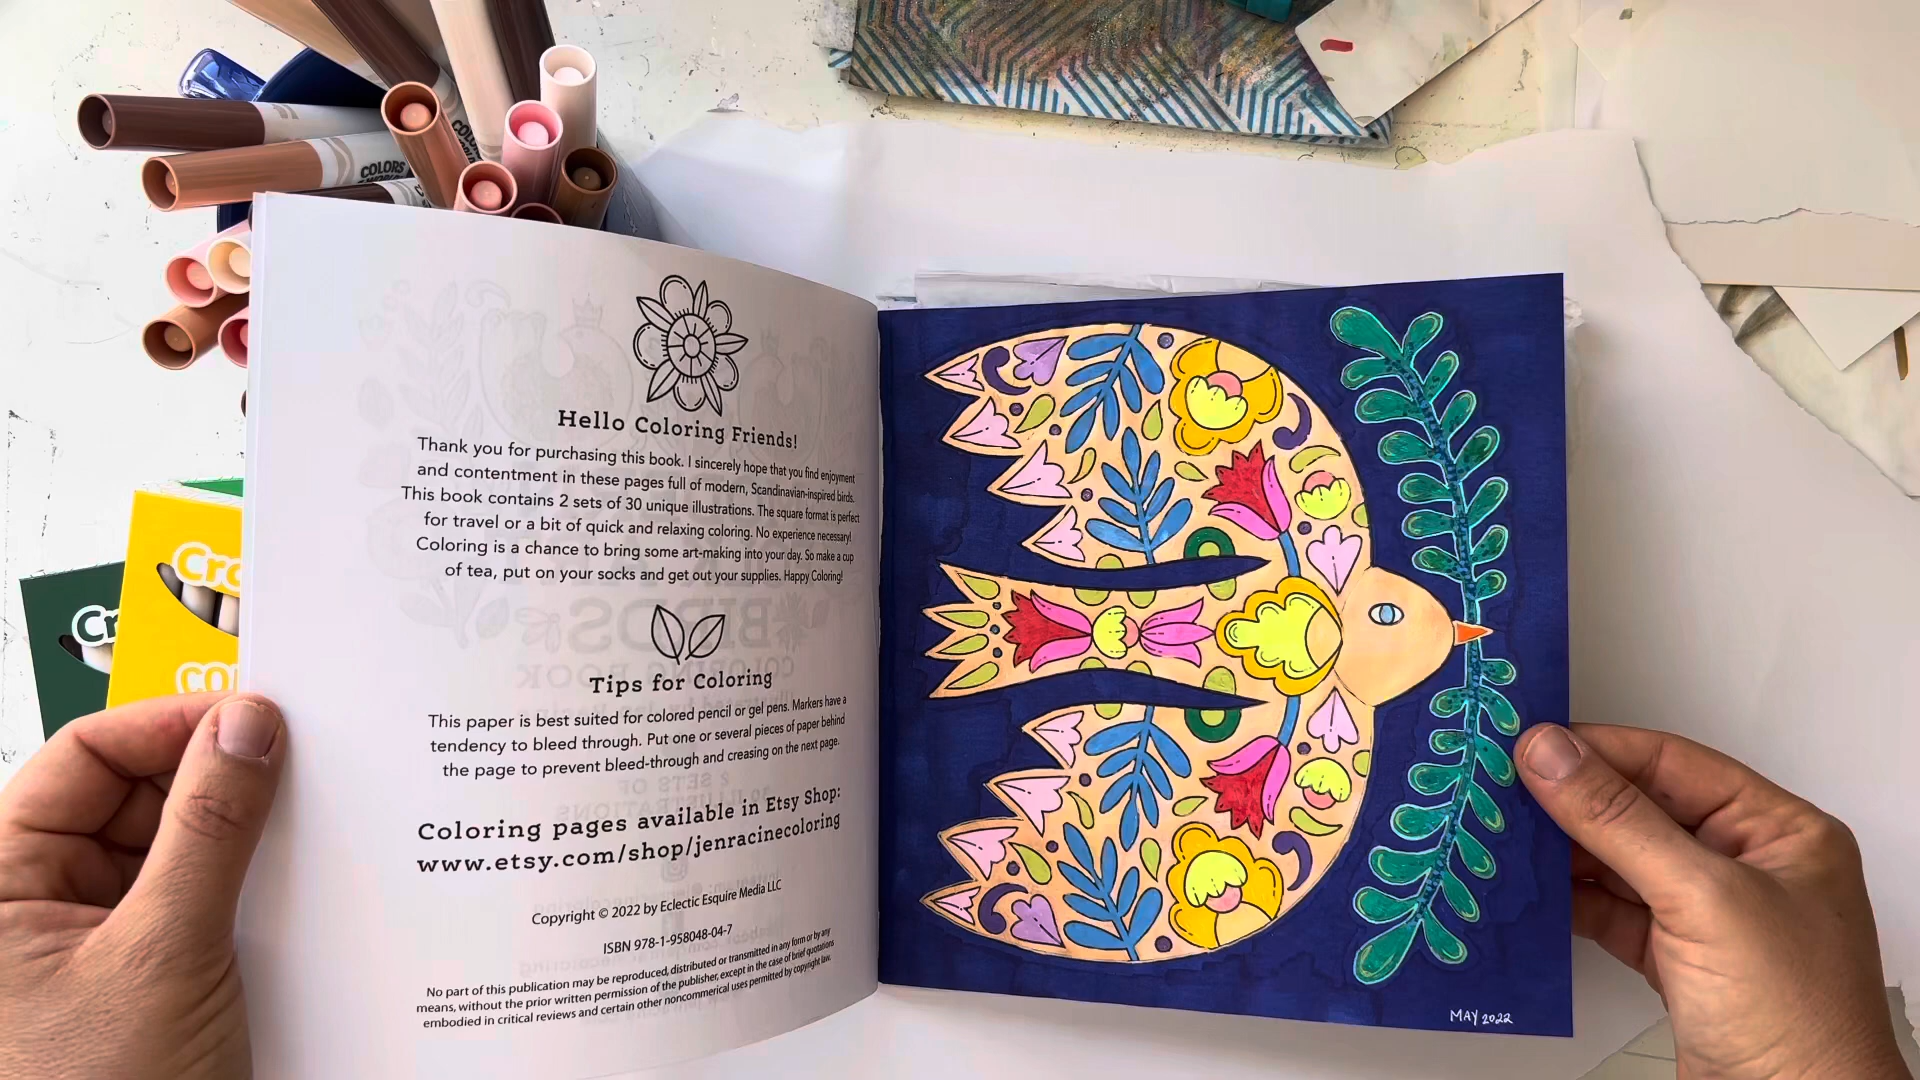 COLORS
Cro
Cr
COL
Hello Coloring Friends!
Thank you for purchasing this book. I sincerely hope that you find enjoyment
and contentment in these pages full of modern, Scandinavian-inspired birds.
This book contains 2 sets of 30 unique illustrations. The square format is perfect
for travel or a bit of quick and relaxing coloring. No experience necessary!
Coloring is a chance to bring some art-making into your day. So make a cup
of tea, put on your socks and get out your supplies. Happy Coloring!
Tips for Coloring
This paper is best suited for colored pencil or gel pens. Markers have a
tendency to bleed through. Put one or several pieces of paper behind
the page to prevent bleed-through and creasing on the next page.
Coloring pages available in Etsy Shop:
www.etsy.com/shop/jenracinecoloring
Copyright © 2022 by Eclectic Esquire Media LLC
ISBN 978-1-958048-04-7
No part of this publication may be reproduced, distributed or transmitted in any form or by any
means, without the prior written permission of the publisher, except in the case of brief quotations
embodied in critical reviews and certain other noncommerical uses permitted by copyright law.
MAY 2022